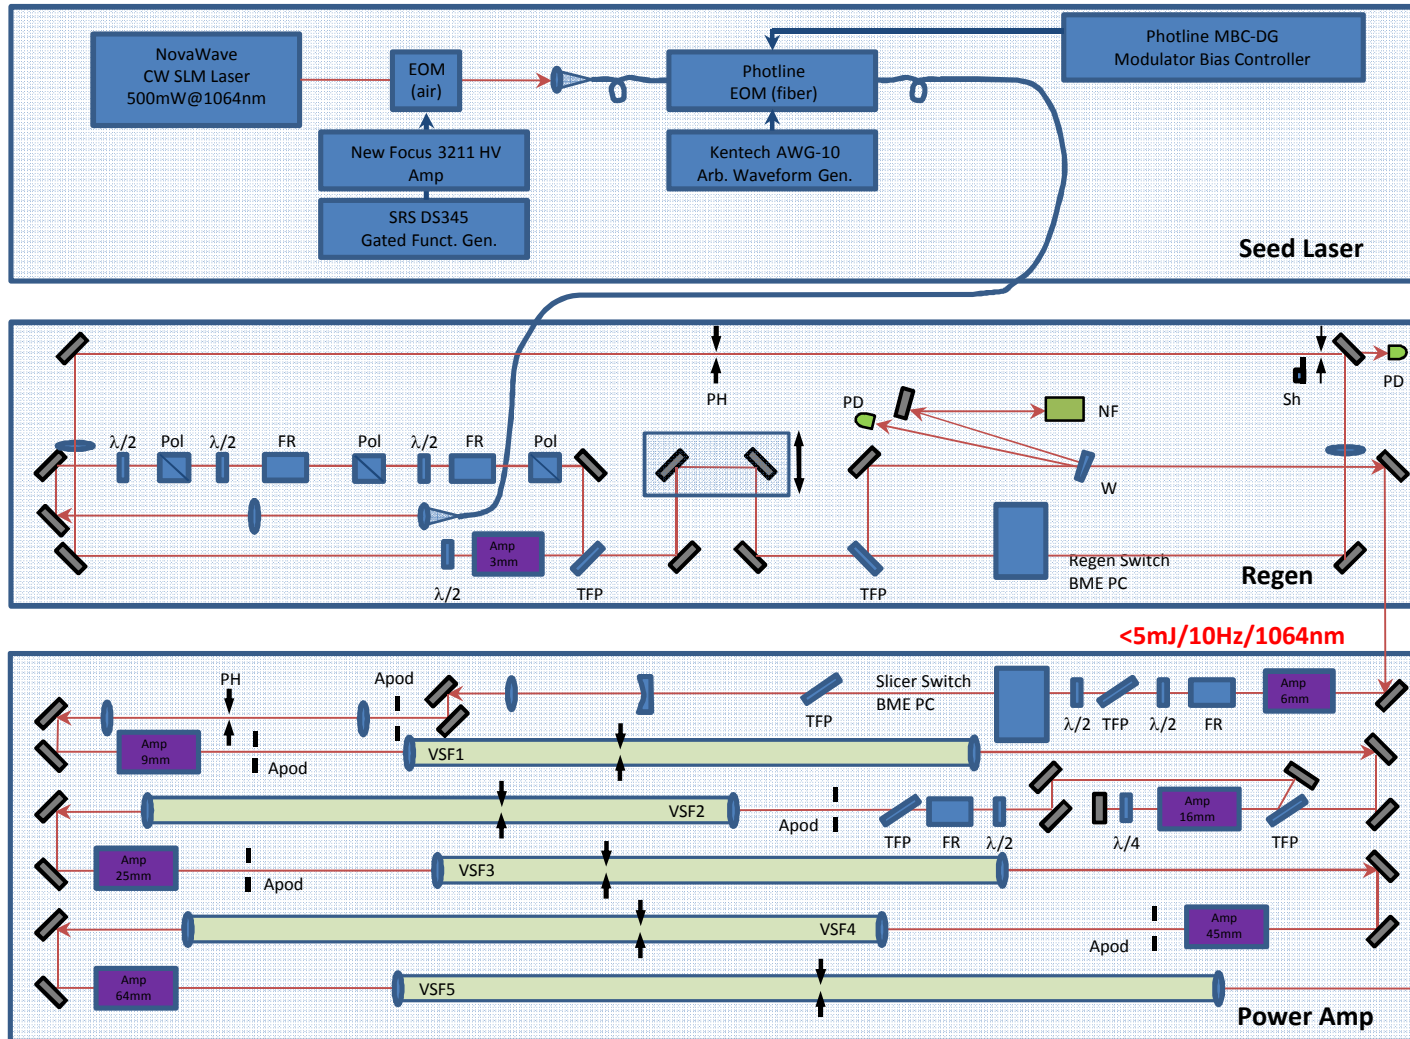 NovaWave
CW SLM Laser
500mW@1064nm
EOM
(air)
Photline
EOM (fiber)
Photline MBC-DG
Modulator Bias Controller
New Focus 3211 HV
Amp
Kentech AWG-10
Arb. Waveform Gen.
SRS DS345
Gated Funct. Gen.
Seed Laser
PH
Sh
PD
PD
NF
λ/2
Pol
λ/2
FR
Pol
λ/2
FR
Pol
W
Amp
3mm
λ/2
TFP
TFP
Regen Switch
BME PC
Regen
<5mJ/10Hz/1064nm
PH
Apod
Slicer Switch
BME PC
TFP
λ/2
TFP
λ/2
FR
Amp
6mm
Amp
9mm
Apod
VSF1
VSF2
Apod
TFP
FR
λ/2
λ/4
Amp
16mm
TFP
Amp
25mm
Apod
VSF3
VSF4
Apod
Amp
45mm
Amp
64mm
VSF5
Power Amp